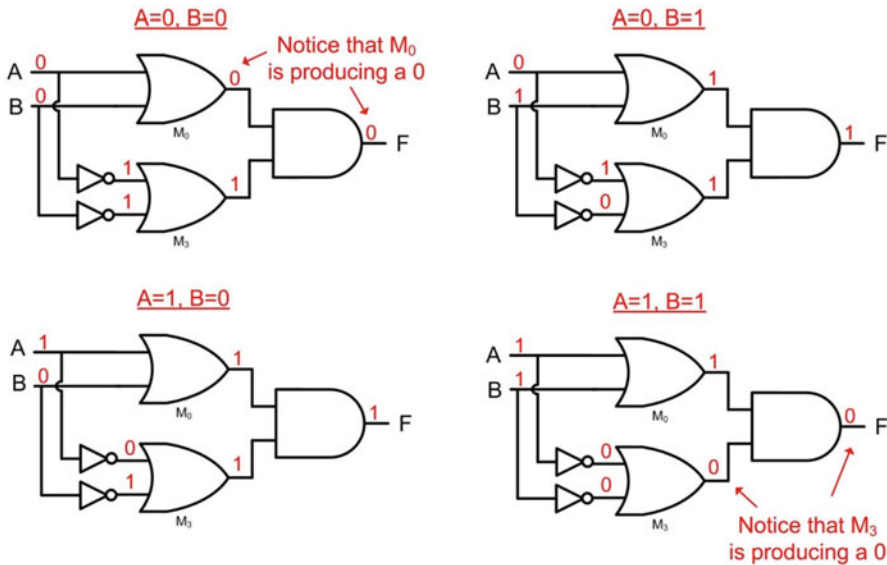 A=0, B=0
Notice that M0
is producing a 0
A 0
B 0
0
M0
0 F
1
1
1
M3
A=0, B=1
A 0
B 1
1
M0
1 F
1
0
1
M3
A=1, B=0
A 1
B 0
1
M0
1 F
0
1
1
M3
A=1, B=1
A 1
B 1
1
M0
0 F
0
0
0
M3
Notice that M3
is producing a 0